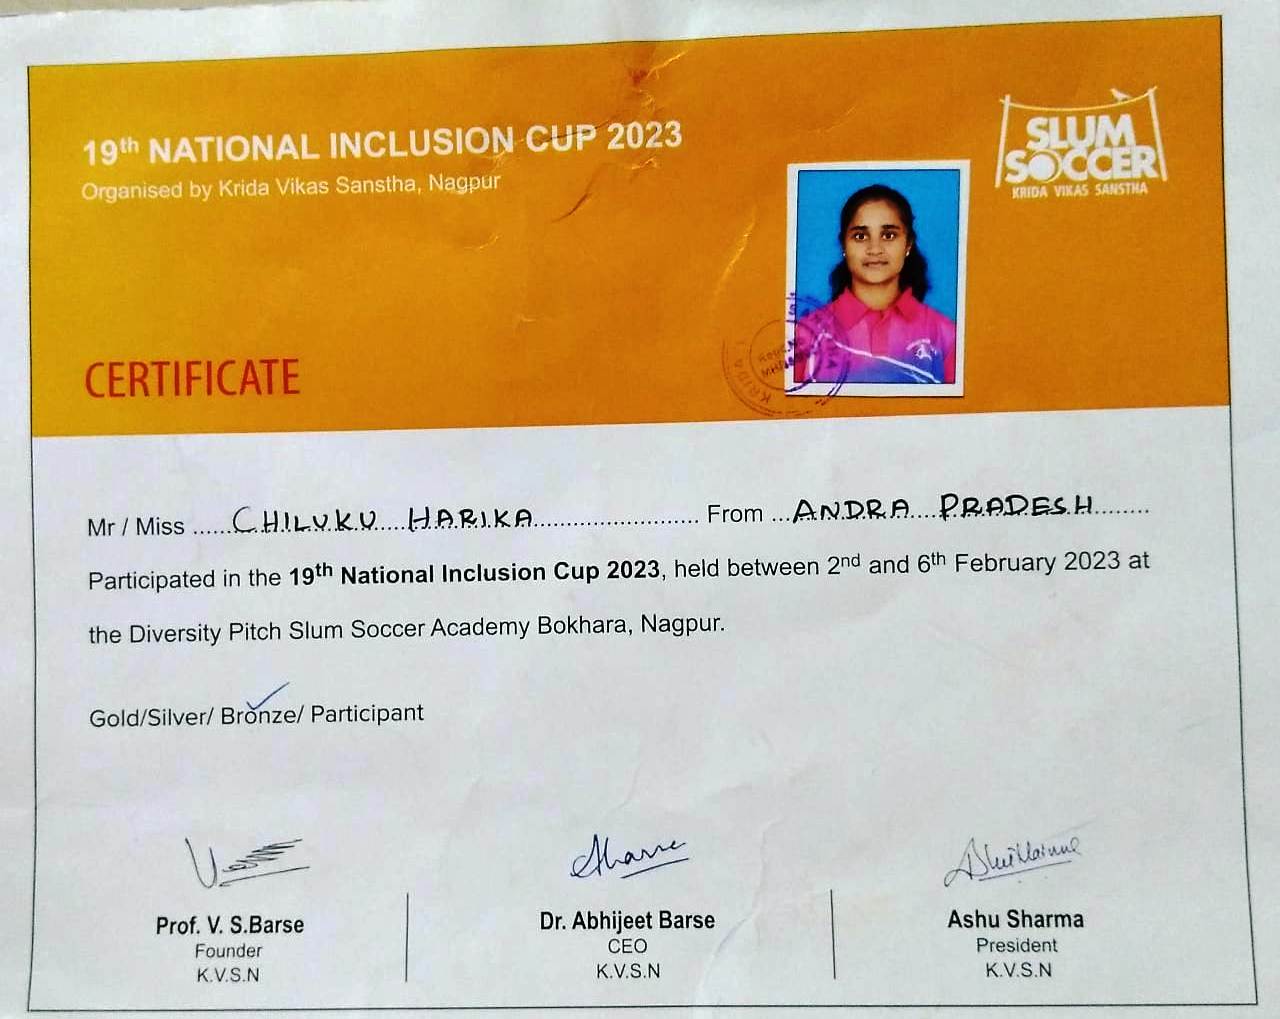 19th NATIONAL INCLUSION CUP 2023
Organised by Krida Vikas Sanstha, Nagpur
SLUM
SOCCER
KRIDA VIKAS SANSTHA
KRIDA
CERTIFICATE
Mr / Miss ......CHILUKU....HARIKA......................... From ...ANDRA....PRADESH........
Participated in the 19th National Inclusion Cup 2023, held between 2nd and 6th February 2023 at
the Diversity Pitch Slum Soccer Academy Bokhara, Nagpur.
Gold/Silver/ Bronze/ Participant
Prof. V. S.Barse
Founder
K.V.S.N
Dr. Abhijeet Barse
CEO
K.V.S.N
Ashu Sharma
President
K.V.S.N